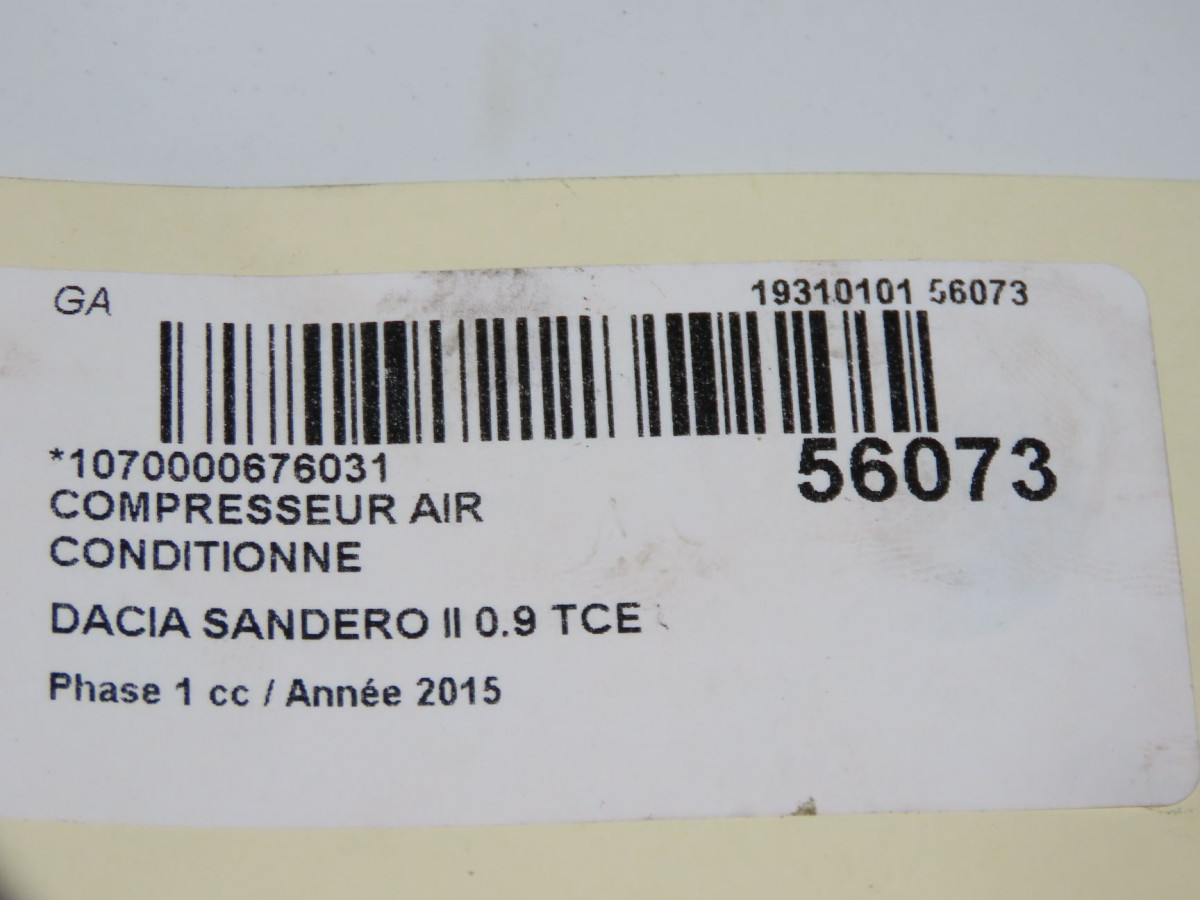 GA
19310101 56073
*1070000676031
56073
COMPRESSEUR AIR
CONDITIONNE
DACIA SANDERO II 0.9 TCE
Phase 1 cc / Année 2015